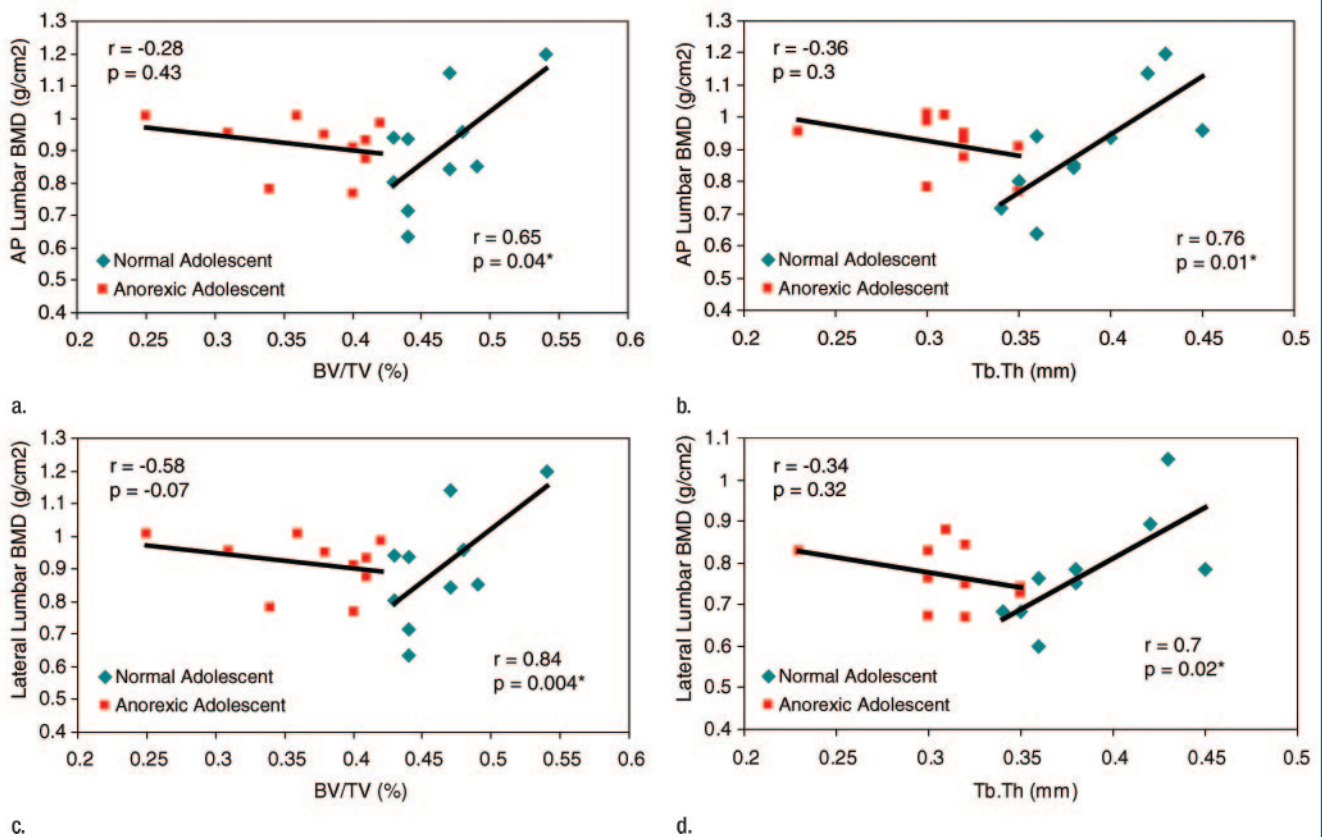 r = -0.28
p = 0.43
AP Lumbar BMD (g/cm2)
1.3
1.2
1.1
1
0.9
0.8
0.7
0.6
0.5
0.4
r = 0.65
p = 0.04*
Normal Adolescent
Anorexic Adolescent
0.2 0.25 0.3 0.35 0.4 0.45 0.5 0.55 0.6
BV/TV (%)
a.
r = -0.36
p = 0.3
AP Lumbar BMD (g/cm2)
1.3
1.2
1.1
1
0.9
0.8
0.7
0.6
0.5
0.4
r = 0.76
p = 0.01*
Normal Adolescent
Anorexic Adolescent
0.2 0.25 0.3 0.35 0.4 0.45 0.5
Tb.Th (mm)
b.
r = -0.58
p = -0.07
Lateral Lumbar BMD (g/cm2)
1.3
1.2
1.1
1
0.9
0.8
0.7
0.6
0.5
0.4
r = 0.84
p = 0.004*
Normal Adolescent
Anorexic Adolescent
0.2 0.25 0.3 0.35 0.4 0.45 0.5 0.55 0.6
BV/TV (%)
c.
r = -0.34
p = 0.32
Lateral Lumbar BMD (g/cm2)
1.1
1
0.9
0.8
0.7
0.6
0.5
0.4
r = 0.7
p = 0.02*
Normal Adolescent
Anorexic Adolescent
0.2 0.25 0.3 0.35 0.4 0.45 0.5
Tb.Th (mm)
d.